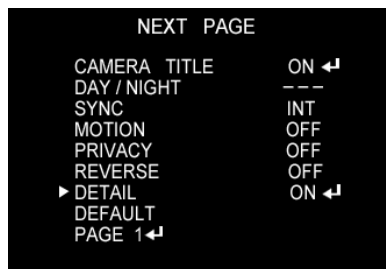 NEXT PAGE
CAMERA TITLE ON ↵
DAY / NIGHT ---
SYNC INT
MOTION OFF
PRIVACY OFF
REVERSE OFF
► DETAIL ON ↵
DEFAULT
PAGE 1↵